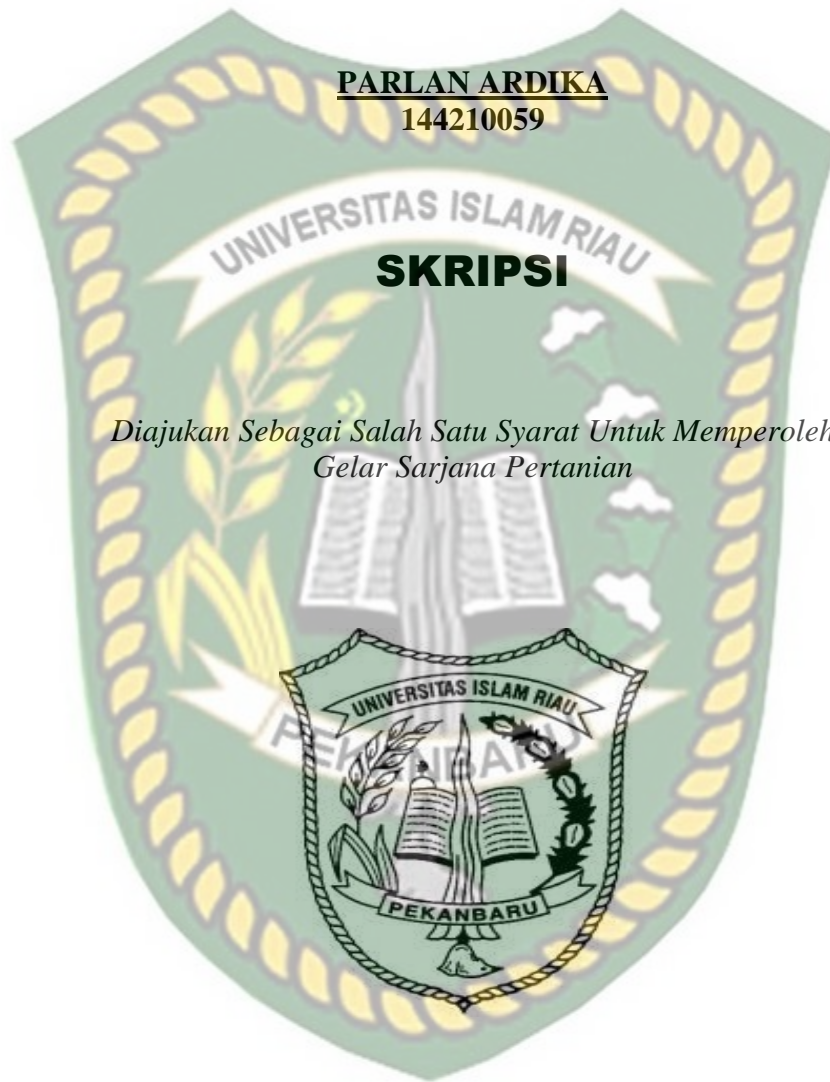 PARLAN ARDIKA
144210059
UNIVERSITAS ISLAM RIAU
SKRIPSI
Diajukan Sebagai Salah Satu Syarat Untuk Memperoleh
Gelar Sarjana Pertanian
UNIVERSITAS ISLAM RIAU
PEKANBARU
PEKANBARU